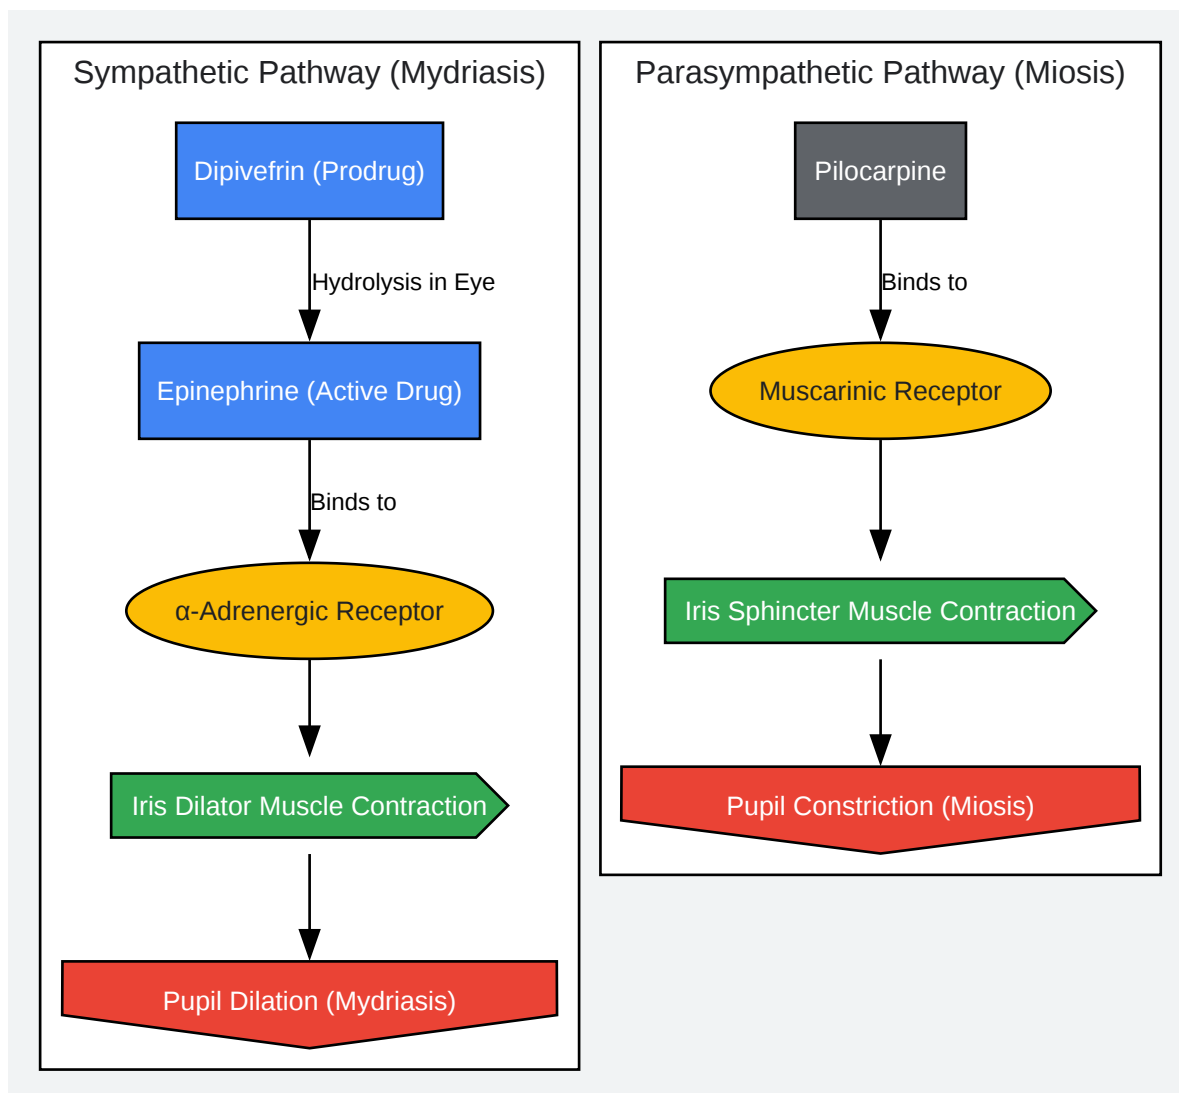 Sympathetic Pathway (Mydriasis)
Dipivefrin (Prodrug)
Hydrolysis in Eye
Epinephrine (Active Drug)
Binds to
α-Adrenergic Receptor
Iris Dilator Muscle Contraction
Pupil Dilation (Mydriasis)
Parasympathetic Pathway (Miosis)
Pilocarpine
Binds to
Muscarinic Receptor
Iris Sphincter Muscle Contraction
Pupil Constriction (Miosis)